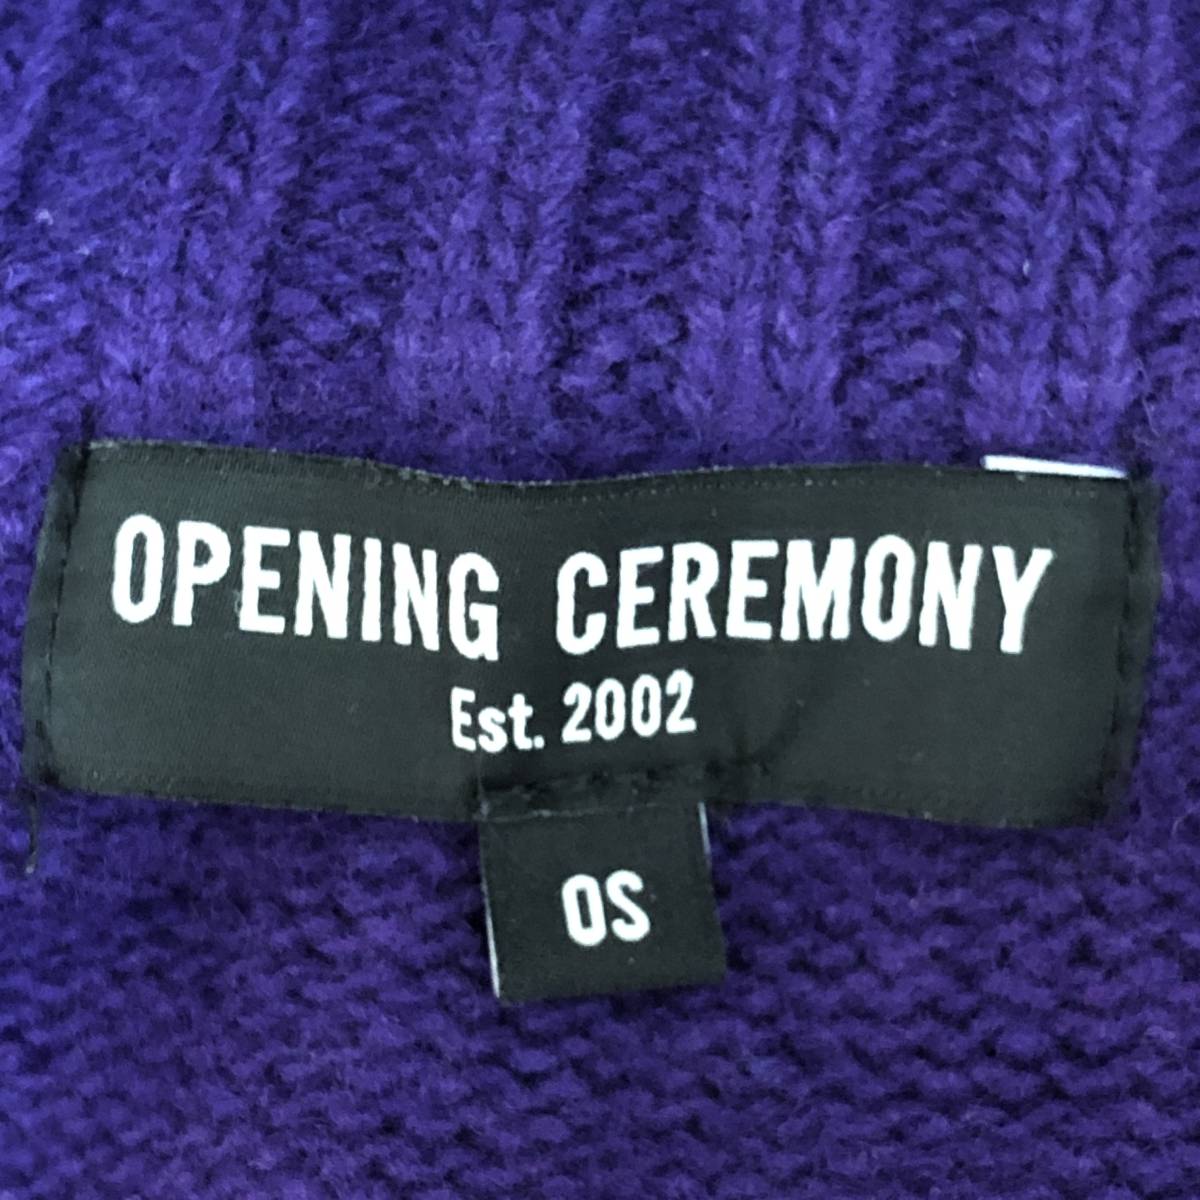 OPENING CEREMONY
Est. 2002
OS